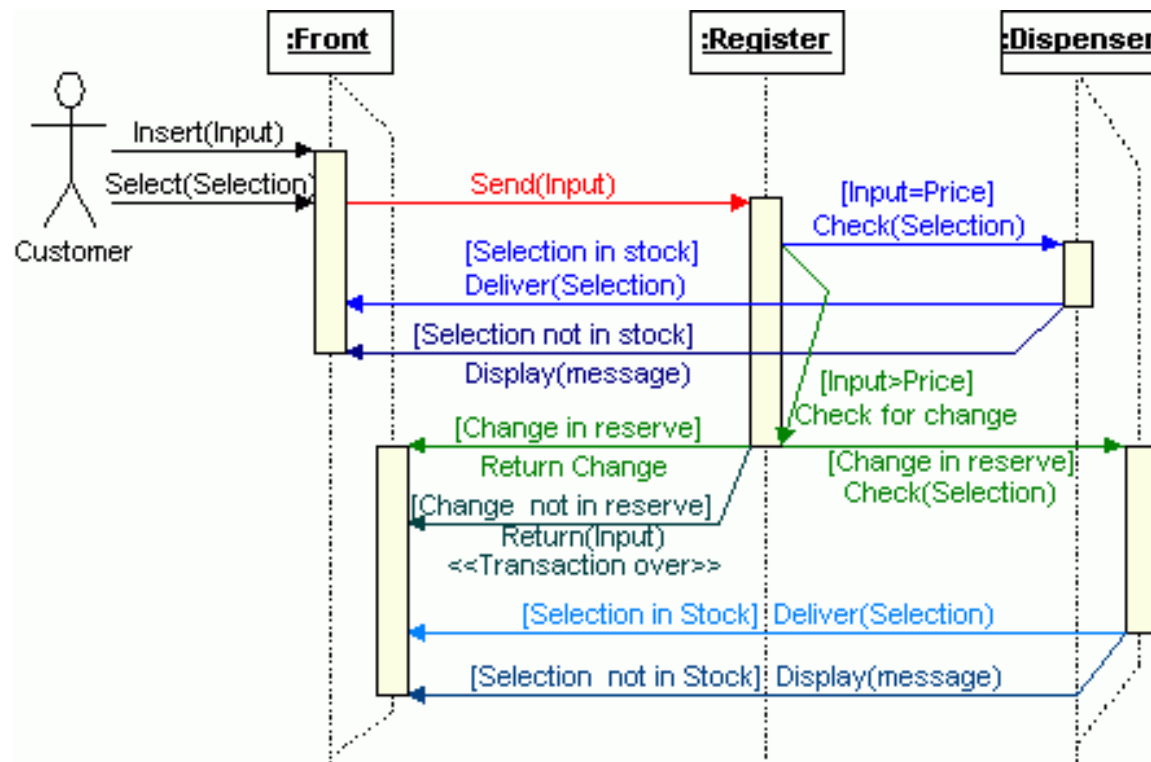 :Front
:Register
:Dispenser
Insert(Input)
Select(Selection)
Customer
Send(Input)
[Input=Price]
Check(Selection)
[Selection in stock]
Deliver(Selection)
[Selection not in stock]
Display(message)
[Input>Price]
Check for change
[Change in reserve]
Return Change
[Change in reserve]
Check(Selection)
[Change  not in reserve]
Return(Input)
<<Transaction over>>
[Selection in Stock]  Deliver(Selection)
[Selection  not in Stock]  Display(message)